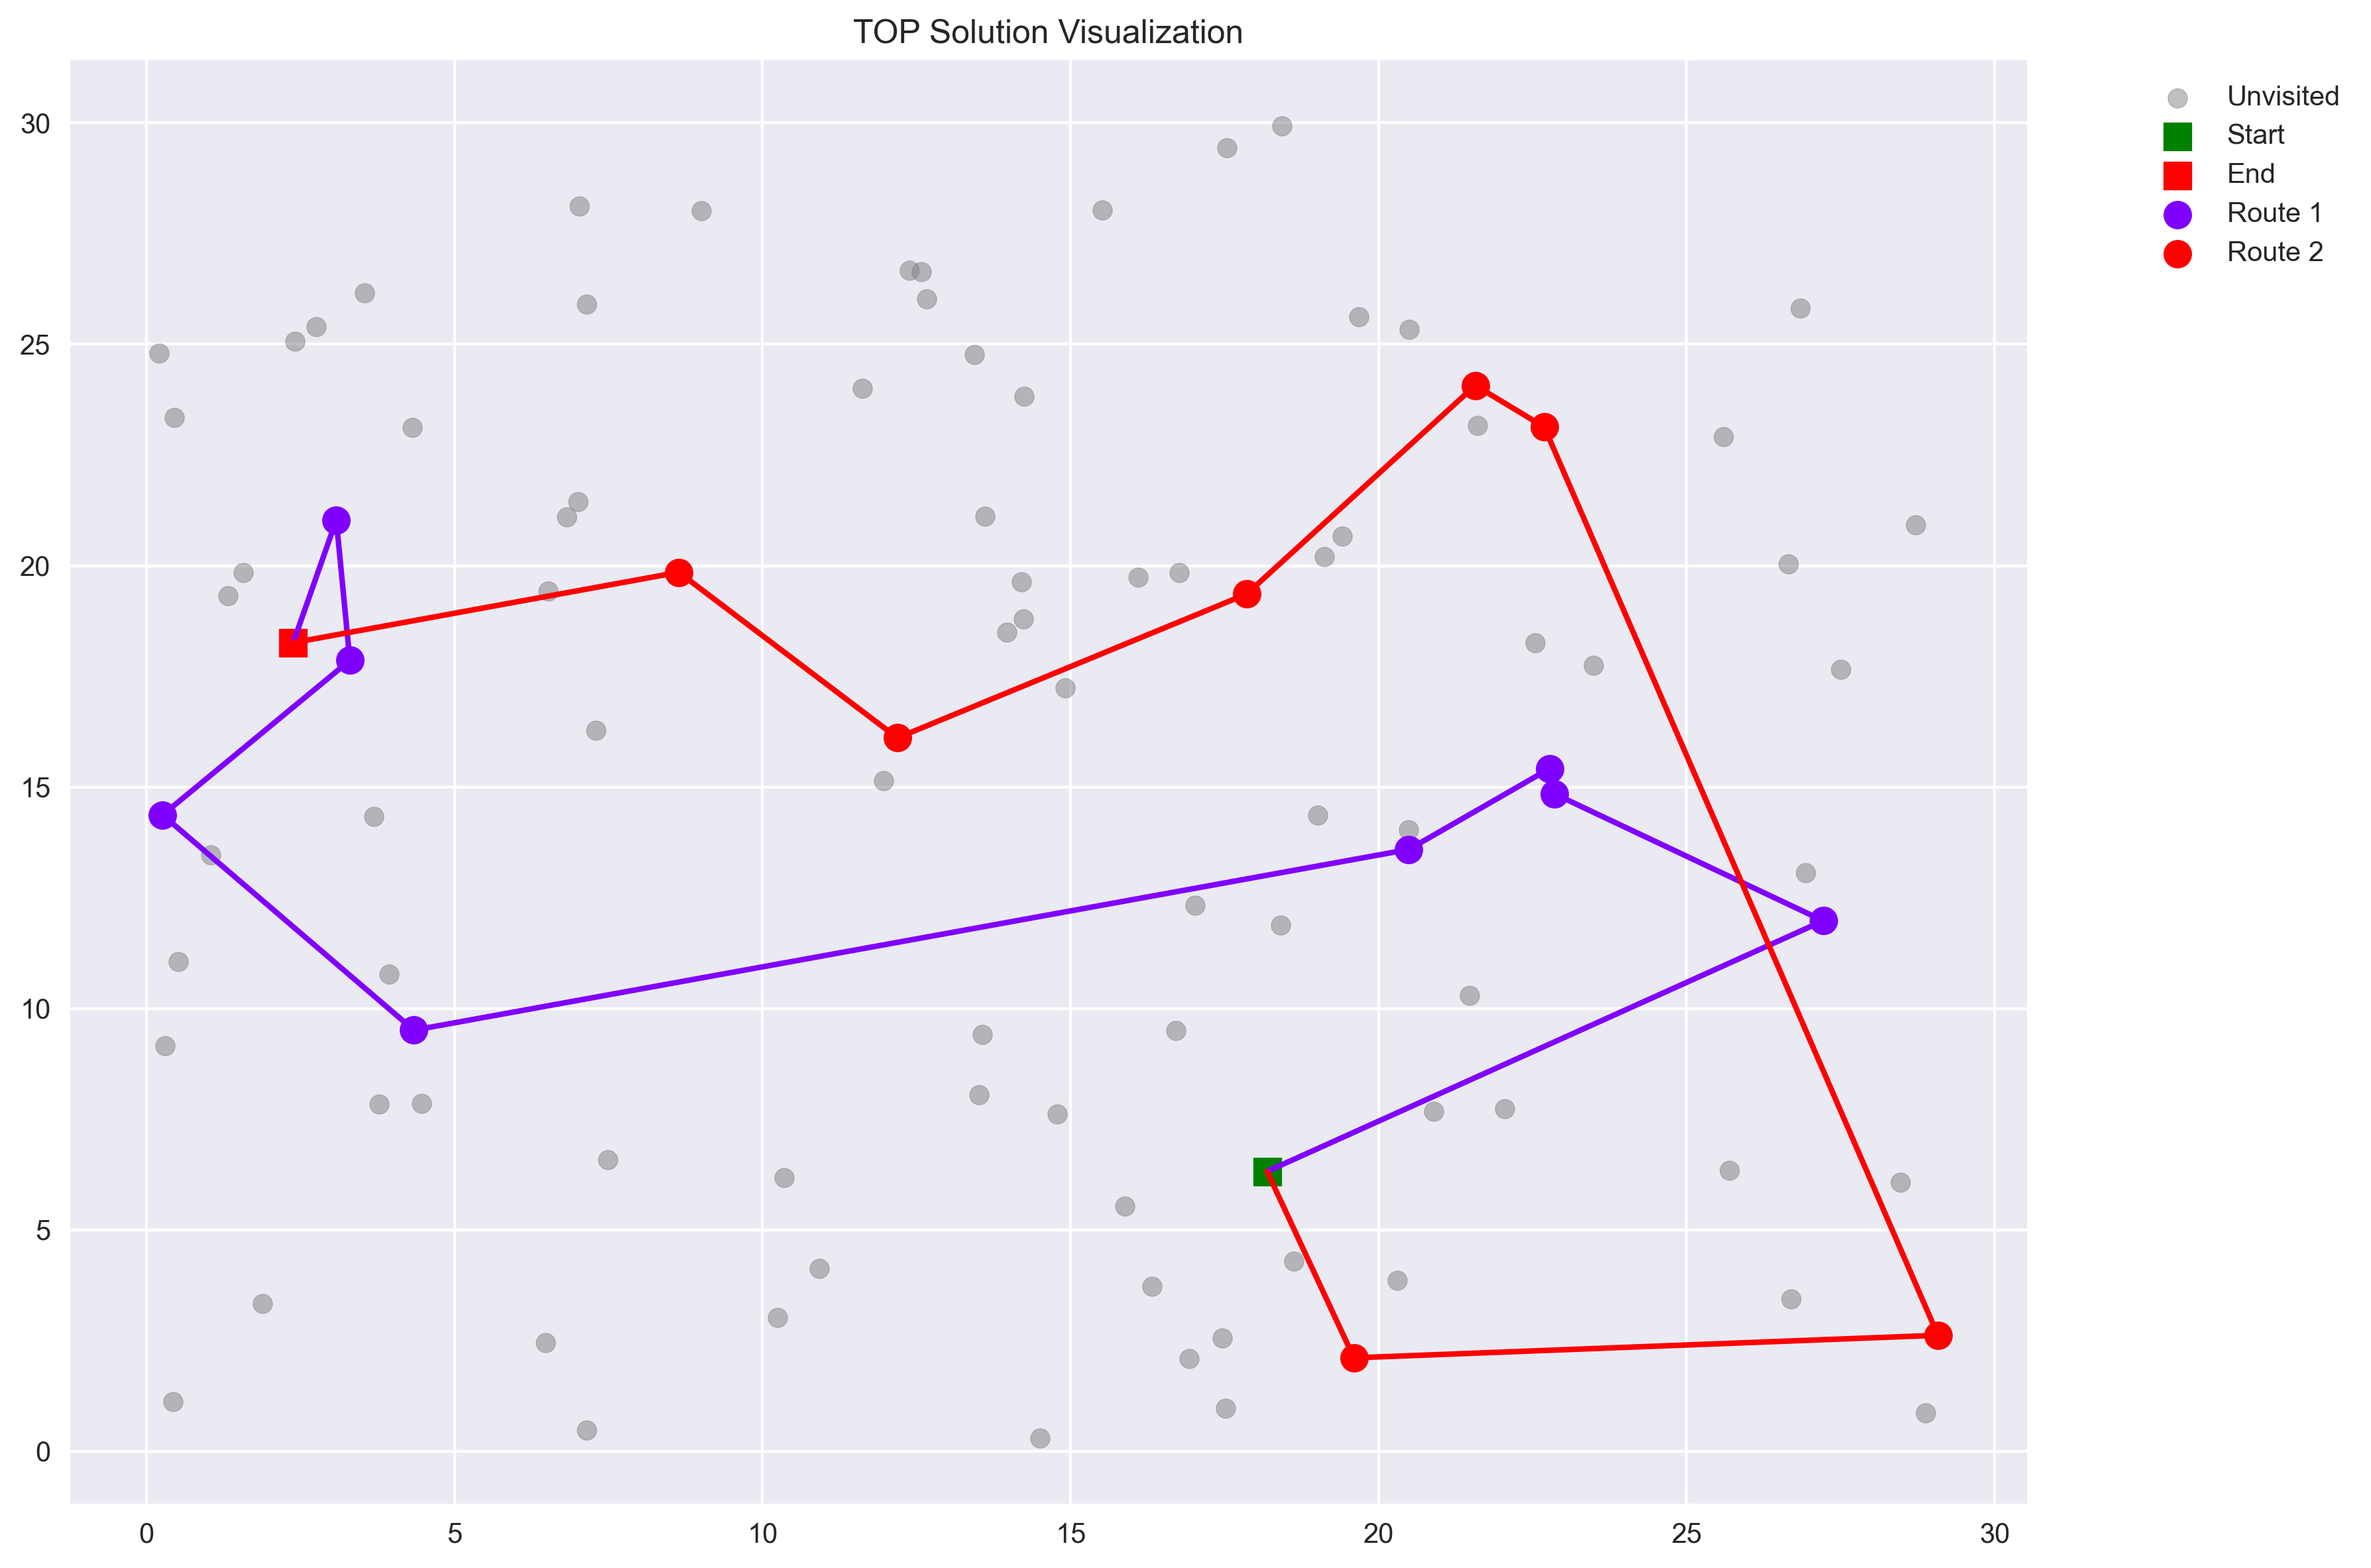 TOP Solution Visualization
30
25
20
15
10
5
0
0 5 10 15 20 25 30
Unvisited
Start
End
Route 1
Route 2